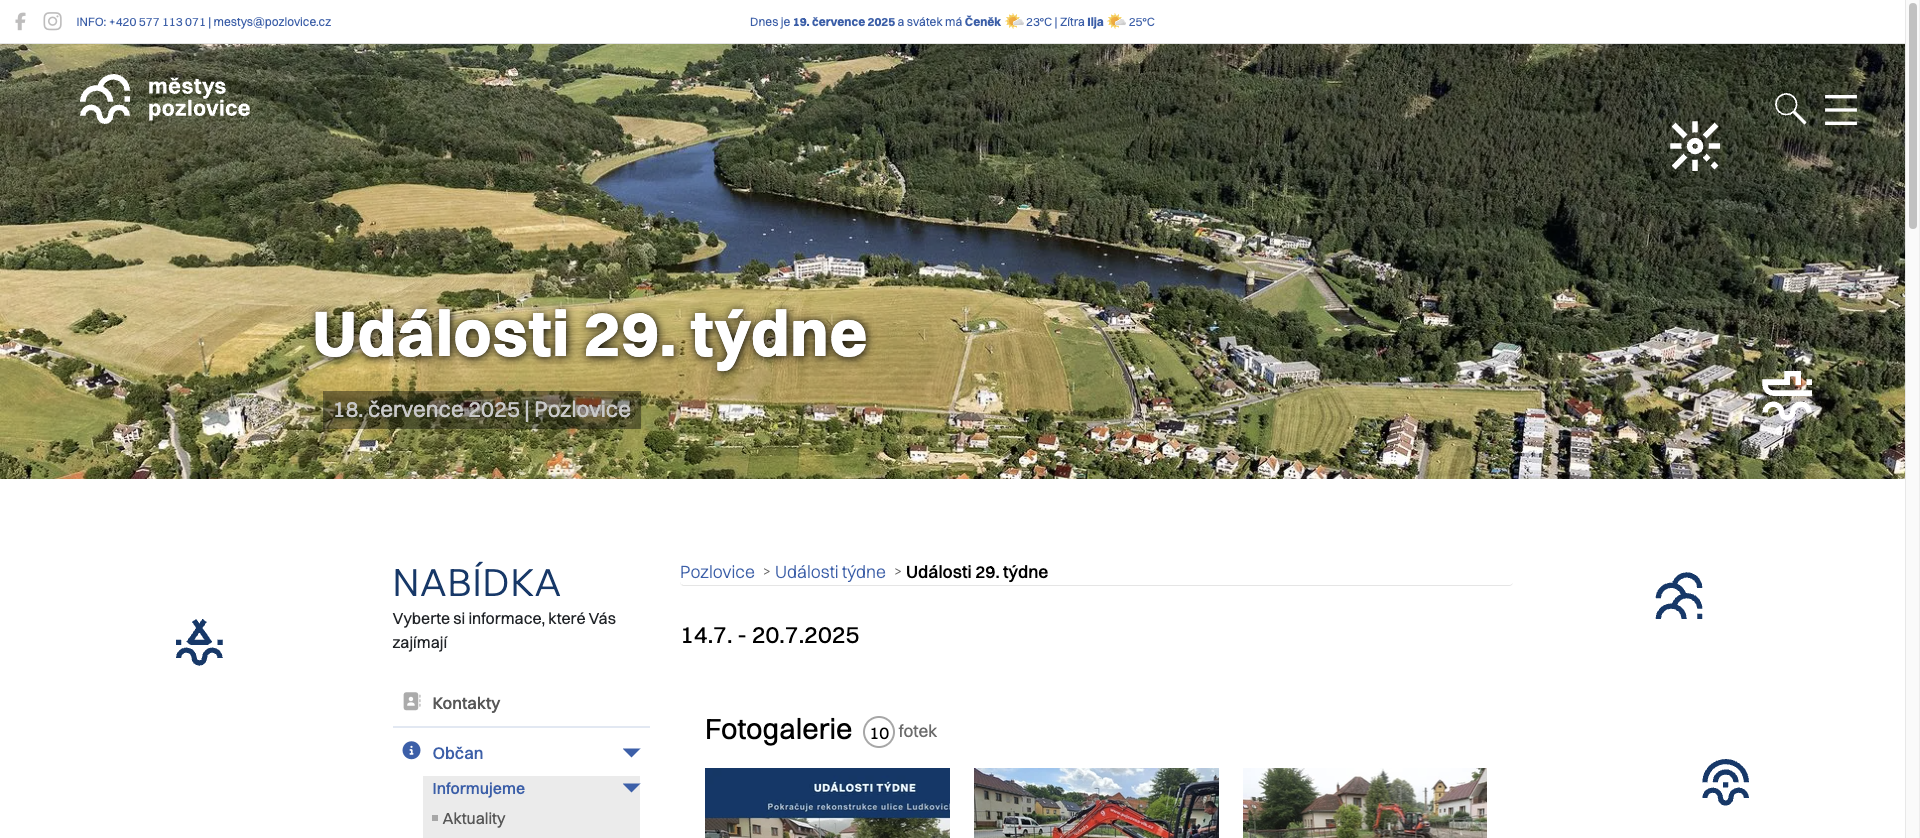 INFO: +420 577 113 071 | mestys@pozlovice.cz
Dnes je 19. července 2025 a svátek má Čeněk 23°C | Zítra Ilja 25°C
městys
pozlovice
Události 29. týdne
18. července 2025 | Pozlovice
NABÍDKA
Vyberte si informace, které Vás
zajímají
Kontakty
Občan
Informujeme
Aktuality
Pozlovice > Události týdne > Události 29. týdne
14.7. - 20.7.2025
Fotogalerie 10 fotek
UDÁLOSTI TÝDNE
Pokračuje rekonstrukce ulice